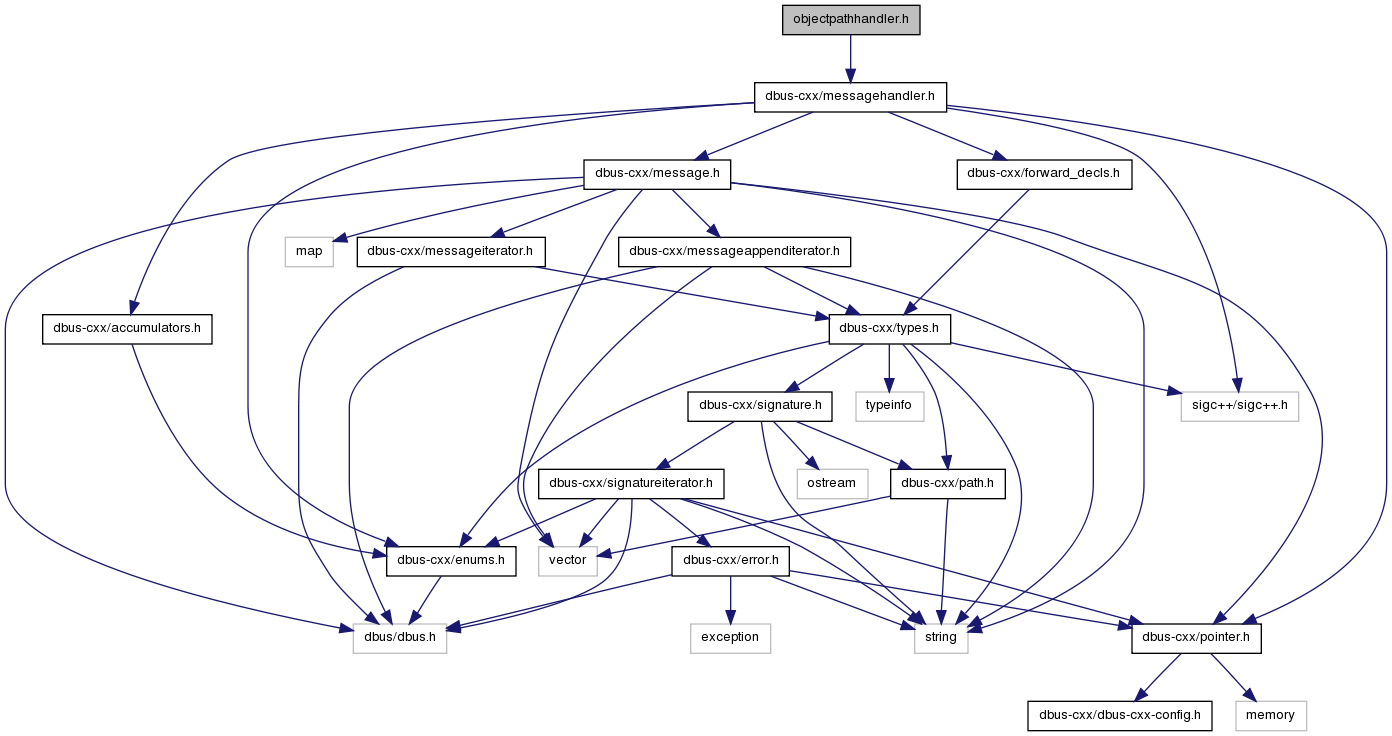 objectpathhandler.h
dbus-cxx/messagehandler.h
dbus-cxx/message.h
dbus-cxx/forward_decls.h
map
dbus-cxx/messageiterator.h
dbus-cxx/messageappenditerator.h
dbus-cxx/accumulators.h
dbus-cxx/types.h
dbus-cxx/signature.h
typeinfo
sigc++/sigc++.h
dbus-cxx/signatureiterator.h
ostream
dbus-cxx/path.h
dbus-cxx/enums.h
vector
dbus-cxx/error.h
dbus/dbus.h
exception
string
dbus-cxx/pointer.h
dbus-cxx/dbus-cxx-config.h
memory